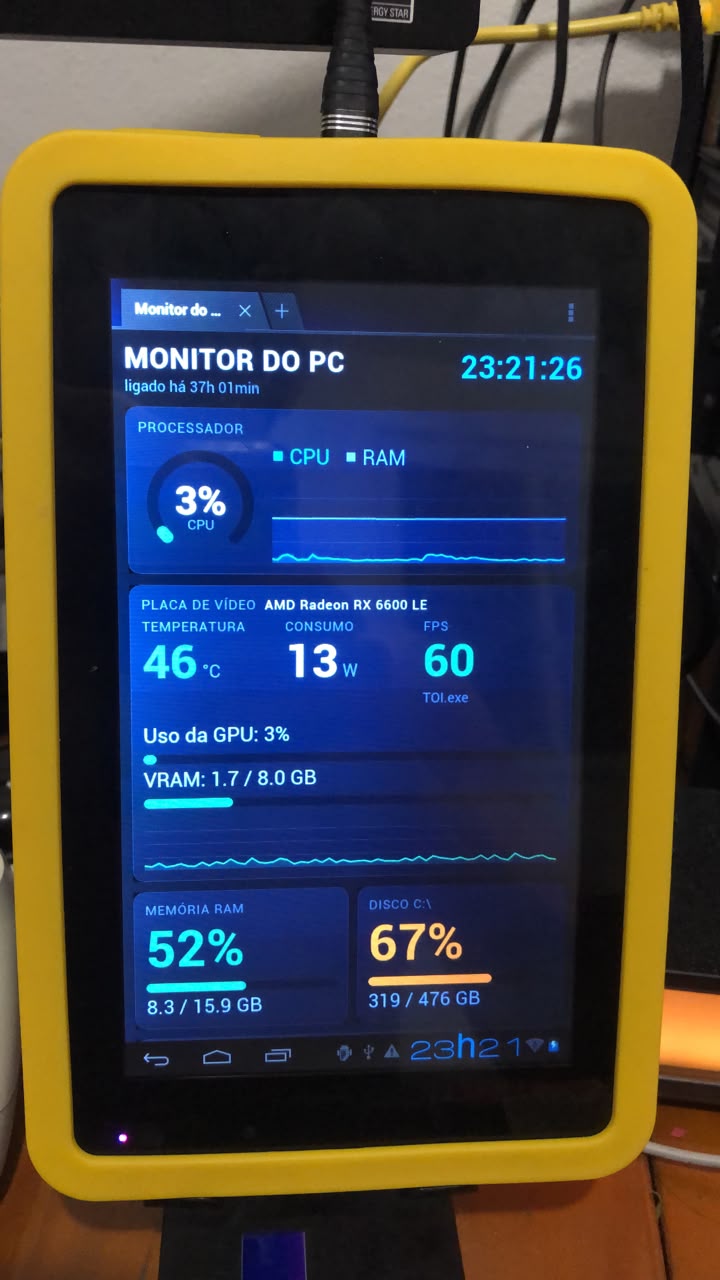 ENERGY STAR
Monitor do ...
MONITOR DO PC
23:21:26
ligado há 37h 01min
PROCESSADOR
CPU
RAM
3%
CPU
PLACA DE VÍDEO AMD Radeon RX 6600 LE
TEMPERATURA CONSUMO FPS
46 °C 13 W 60
TOI.exe
Uso da GPU: 3%
VRAM: 1.7 / 8.0 GB
MEMÓRIA RAM
52%
8.3 / 15.9 GB
DISCO C:\
67%
319 / 476 GB
23h21